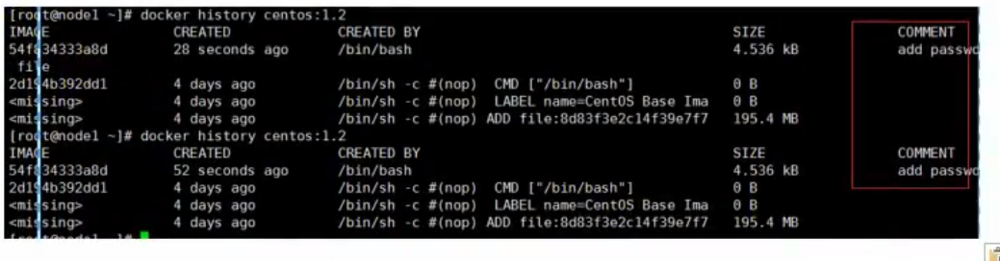 [root@node1 ~]# docker history centos:1.2
IMAGE CREATED CREATED BY SIZE COMMENT
54f834333a8d 28 seconds ago /bin/bash 4.536 kB add passwd
file
2d194b392dd1 4 days ago /bin/sh -c #(nop) CMD ["/bin/bash"] 0 B
<missing> 4 days ago /bin/sh -c #(nop) LABEL name=CentOS Base Ima 0 B
<missing> 4 days ago /bin/sh -c #(nop) ADD file:8d83f3e2c14f39e7f7 195.4 MB
[root@node1 ~]# docker history centos:1.2
IMAGE CREATED CREATED BY SIZE COMMENT
54f834333a8d 52 seconds ago /bin/bash 4.536 kB add passwd
2d194b392dd1 4 days ago /bin/sh -c #(nop) CMD ["/bin/bash"] 0 B
<missing> 4 days ago /bin/sh -c #(nop) LABEL name=CentOS Base Ima 0 B
<missing> 4 days ago /bin/sh -c #(nop) ADD file:8d83f3e2c14f39e7f7 195.4 MB